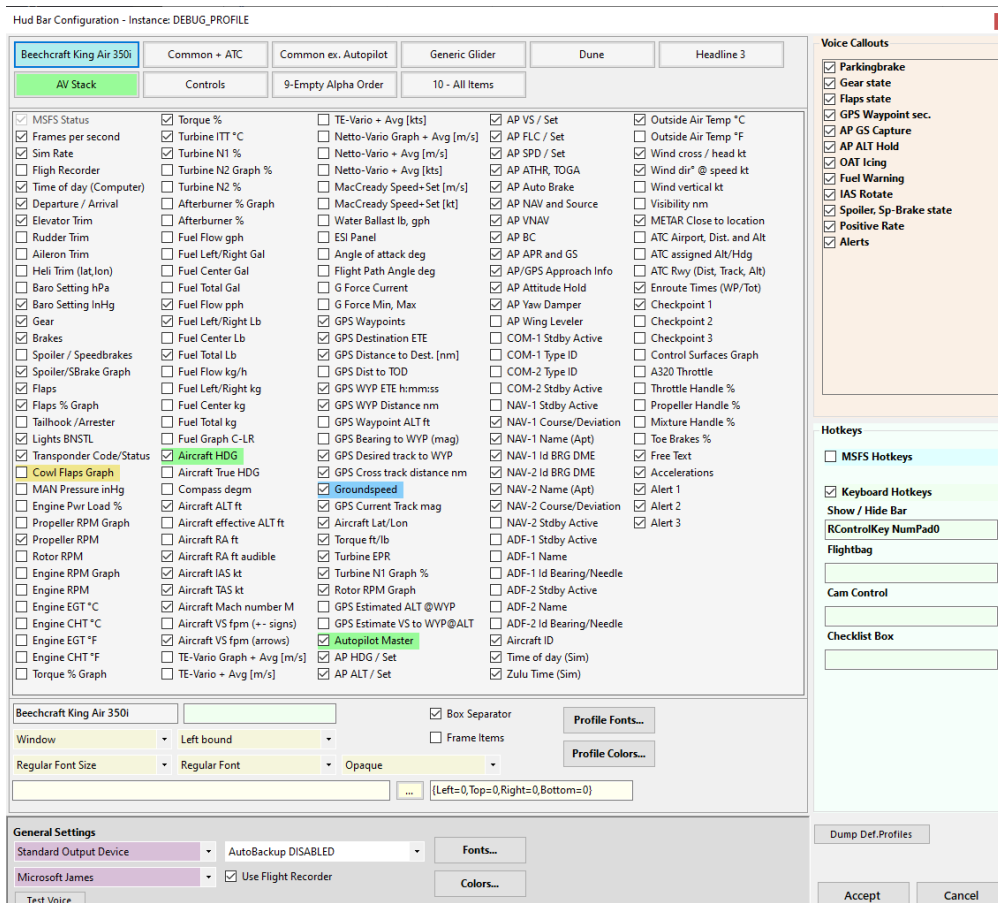 Hud Bar Configuration - Instance: DEBUG_PROFILE
Beechcraft King Air 350i
Common + ATC
Common ex. Autopilot
Generic Glider
Dune
Headline 3
AV Stack
Controls
9-Empty Alpha Order
10 - All Items
MSFS Status
Frames per second
Sim Rate
Fligh Recorder
Time of day (Computer)
Departure / Arrival
Elevator Trim
Rudder Trim
Aileron Trim
Heli Trim (lat,lon)
Baro Setting hPa
Baro Setting InHg
Gear
Brakes
Spoiler / Speedbrakes
Spoiler/SBrake Graph
Flaps
Flaps % Graph
Tailhook /Arrester
Lights BNSTL
Transponder Code/Status
Cowl Flaps Graph
MAN Pressure inHg
Engine Pwr Load %
Propeller RPM Graph
Propeller RPM
Rotor RPM
Engine RPM Graph
Engine RPM
Engine EGT °C
Engine CHT °C
Engine EGT °F
Engine CHT °F
Torque % Graph
Torque %
Turbine ITT °C
Turbine N1 %
Turbine N2 Graph %
Turbine N2 %
Afterburner % Graph
Afterburner %
Fuel Flow gph
Fuel Left/Right Gal
Fuel Center Gal
Fuel Total Gal
Fuel Flow pph
Fuel Left/Right Lb
Fuel Center Lb
Fuel Total Lb
Fuel Flow kg/h
Fuel Left/Right kg
Fuel Center kg
Fuel Total kg
Fuel Graph C-LR
Aircraft HDG
Aircraft True HDG
Compass degm
Aircraft ALT ft
Aircraft effective ALT ft
Aircraft RA ft
Aircraft RA ft audible
Aircraft IAS kt
Aircraft TAS kt
Aircraft Mach number M
Aircraft VS fpm (+- signs)
Aircraft VS fpm (arrows)
TE-Vario Graph + Avg [m/s]
TE-Vario + Avg [m/s]
TE-Vario + Avg [kts]
Netto-Vario Graph + Avg [m/s]
Netto-Vario + Avg [m/s]
Netto-Vario + Avg [kts]
MacCready Speed+Set [m/s]
MacCready Speed+Set [kt]
Water Ballast lb, gph
ESI Panel
Angle of attack deg
Flight Path Angle deg
G Force Current
G Force Min, Max
GPS Waypoints
GPS Destination ETE
GPS Distance to Dest. [nm]
GPS Dist to TOD
GPS WYP ETE h:mm:ss
GPS WYP Distance nm
GPS Waypoint ALT ft
GPS Bearing to WYP (mag)
GPS Desired track to WYP
GPS Cross track distance nm
Groundspeed
GPS Current Track mag
Aircraft Lat/Lon
Torque ft/lb
Turbine EPR
Turbine N1 Graph %
Rotor RPM Graph
GPS Estimated ALT @WYP
GPS Estimate VS to WYP@ALT
Autopilot Master
AP HDG / Set
AP ALT / Set
AP VS / Set
AP FLC / Set
AP SPD / Set
AP ATHR, TOGA
AP Auto Brake
AP NAV and Source
AP VNAV
AP BC
AP APR and GS
AP/GPS Approach Info
AP Attitude Hold
AP Yaw Damper
AP Wing Leveler
COM-1 Stdby Active
COM-1 Type ID
COM-2 Type ID
COM-2 Stdby Active
NAV-1 Stdby Active
NAV-1 Course/Deviation
NAV-1 Name (Apt)
NAV-1 Id BRG DME
NAV-2 Id BRG DME
NAV-2 Name (Apt)
NAV-2 Course/Deviation
NAV-2 Stdby Active
ADF-1 Stdby Active
ADF-1 Name
ADF-1 Id Bearing/Needle
ADF-2 Stdby Active
ADF-2 Name
ADF-2 Id Bearing/Needle
Aircraft ID
Time of day (Sim)
Zulu Time (Sim)
Outside Air Temp °C
Outside Air Temp °F
Wind cross / head kt
Wind dir° @ speed kt
Wind vertical kt
Visibility nm
METAR Close to location
ATC Airport, Dist. and Alt
ATC assigned Alt/Hdg
ATC Rwy (Dist, Track, Alt)
Enroute Times (WP/Tot)
Checkpoint 1
Checkpoint 2
Checkpoint 3
Control Surfaces Graph
A320 Throttle
Throttle Handle %
Propeller Handle %
Mixture Handle %
Toe Brakes %
Free Text
Accelerations
Alert 1
Alert 2
Alert 3
Beechcraft King Air 350i
Box Separator
Profile Fonts...
Window
Left bound
Frame Items
Profile Colors...
Regular Font Size
Regular Font
Opaque
...
{Left=0,Top=0,Right=0,Bottom=0}
General Settings
Standard Output Device
AutoBackup DISABLED
Fonts...
Microsoft James
Use Flight Recorder
Colors...
Test Voice
Voice Callouts
Parkingbrake
Gear state
Flaps state
GPS Waypoint sec.
AP GS Capture
AP ALT Hold
OAT Icing
Fuel Warning
IAS Rotate
Spoiler, Sp-Brake state
Positive Rate
Alerts
Hotkeys
MSFS Hotkeys
Keyboard Hotkeys
Show / Hide Bar
RControlKey NumPad0
Flightbag
Cam Control
Checklist Box
Dump Def.Profiles
Accept
Cancel